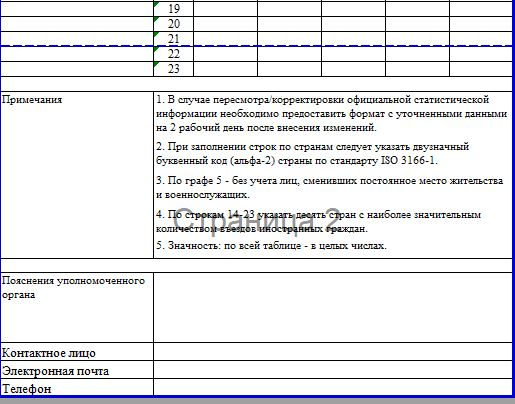 19
20
21
22
23
Примечания
1. В случае пересмотра/корректировки официальной статистической
информации необходимо предоставить формат с уточненными данными
на 2 рабочий день после внесения изменений.
2. При заполнении строк по странам следует указать двузначный
буквенный код (альфа-2) страны по стандарту ISO 3166-1.
3. По графе 5 - без учета лиц, сменивших постоянное место жительства
и военнослужащих.
4. По строкам 14-23 указать десять стран с наиболее значительным
количеством въездов иностранных граждан.
Страница 2
5. Значность: по всей таблице - в целых числах.
Пояснения уполномоченного
органа
Контактное лицо
Электронная почта
Телефон